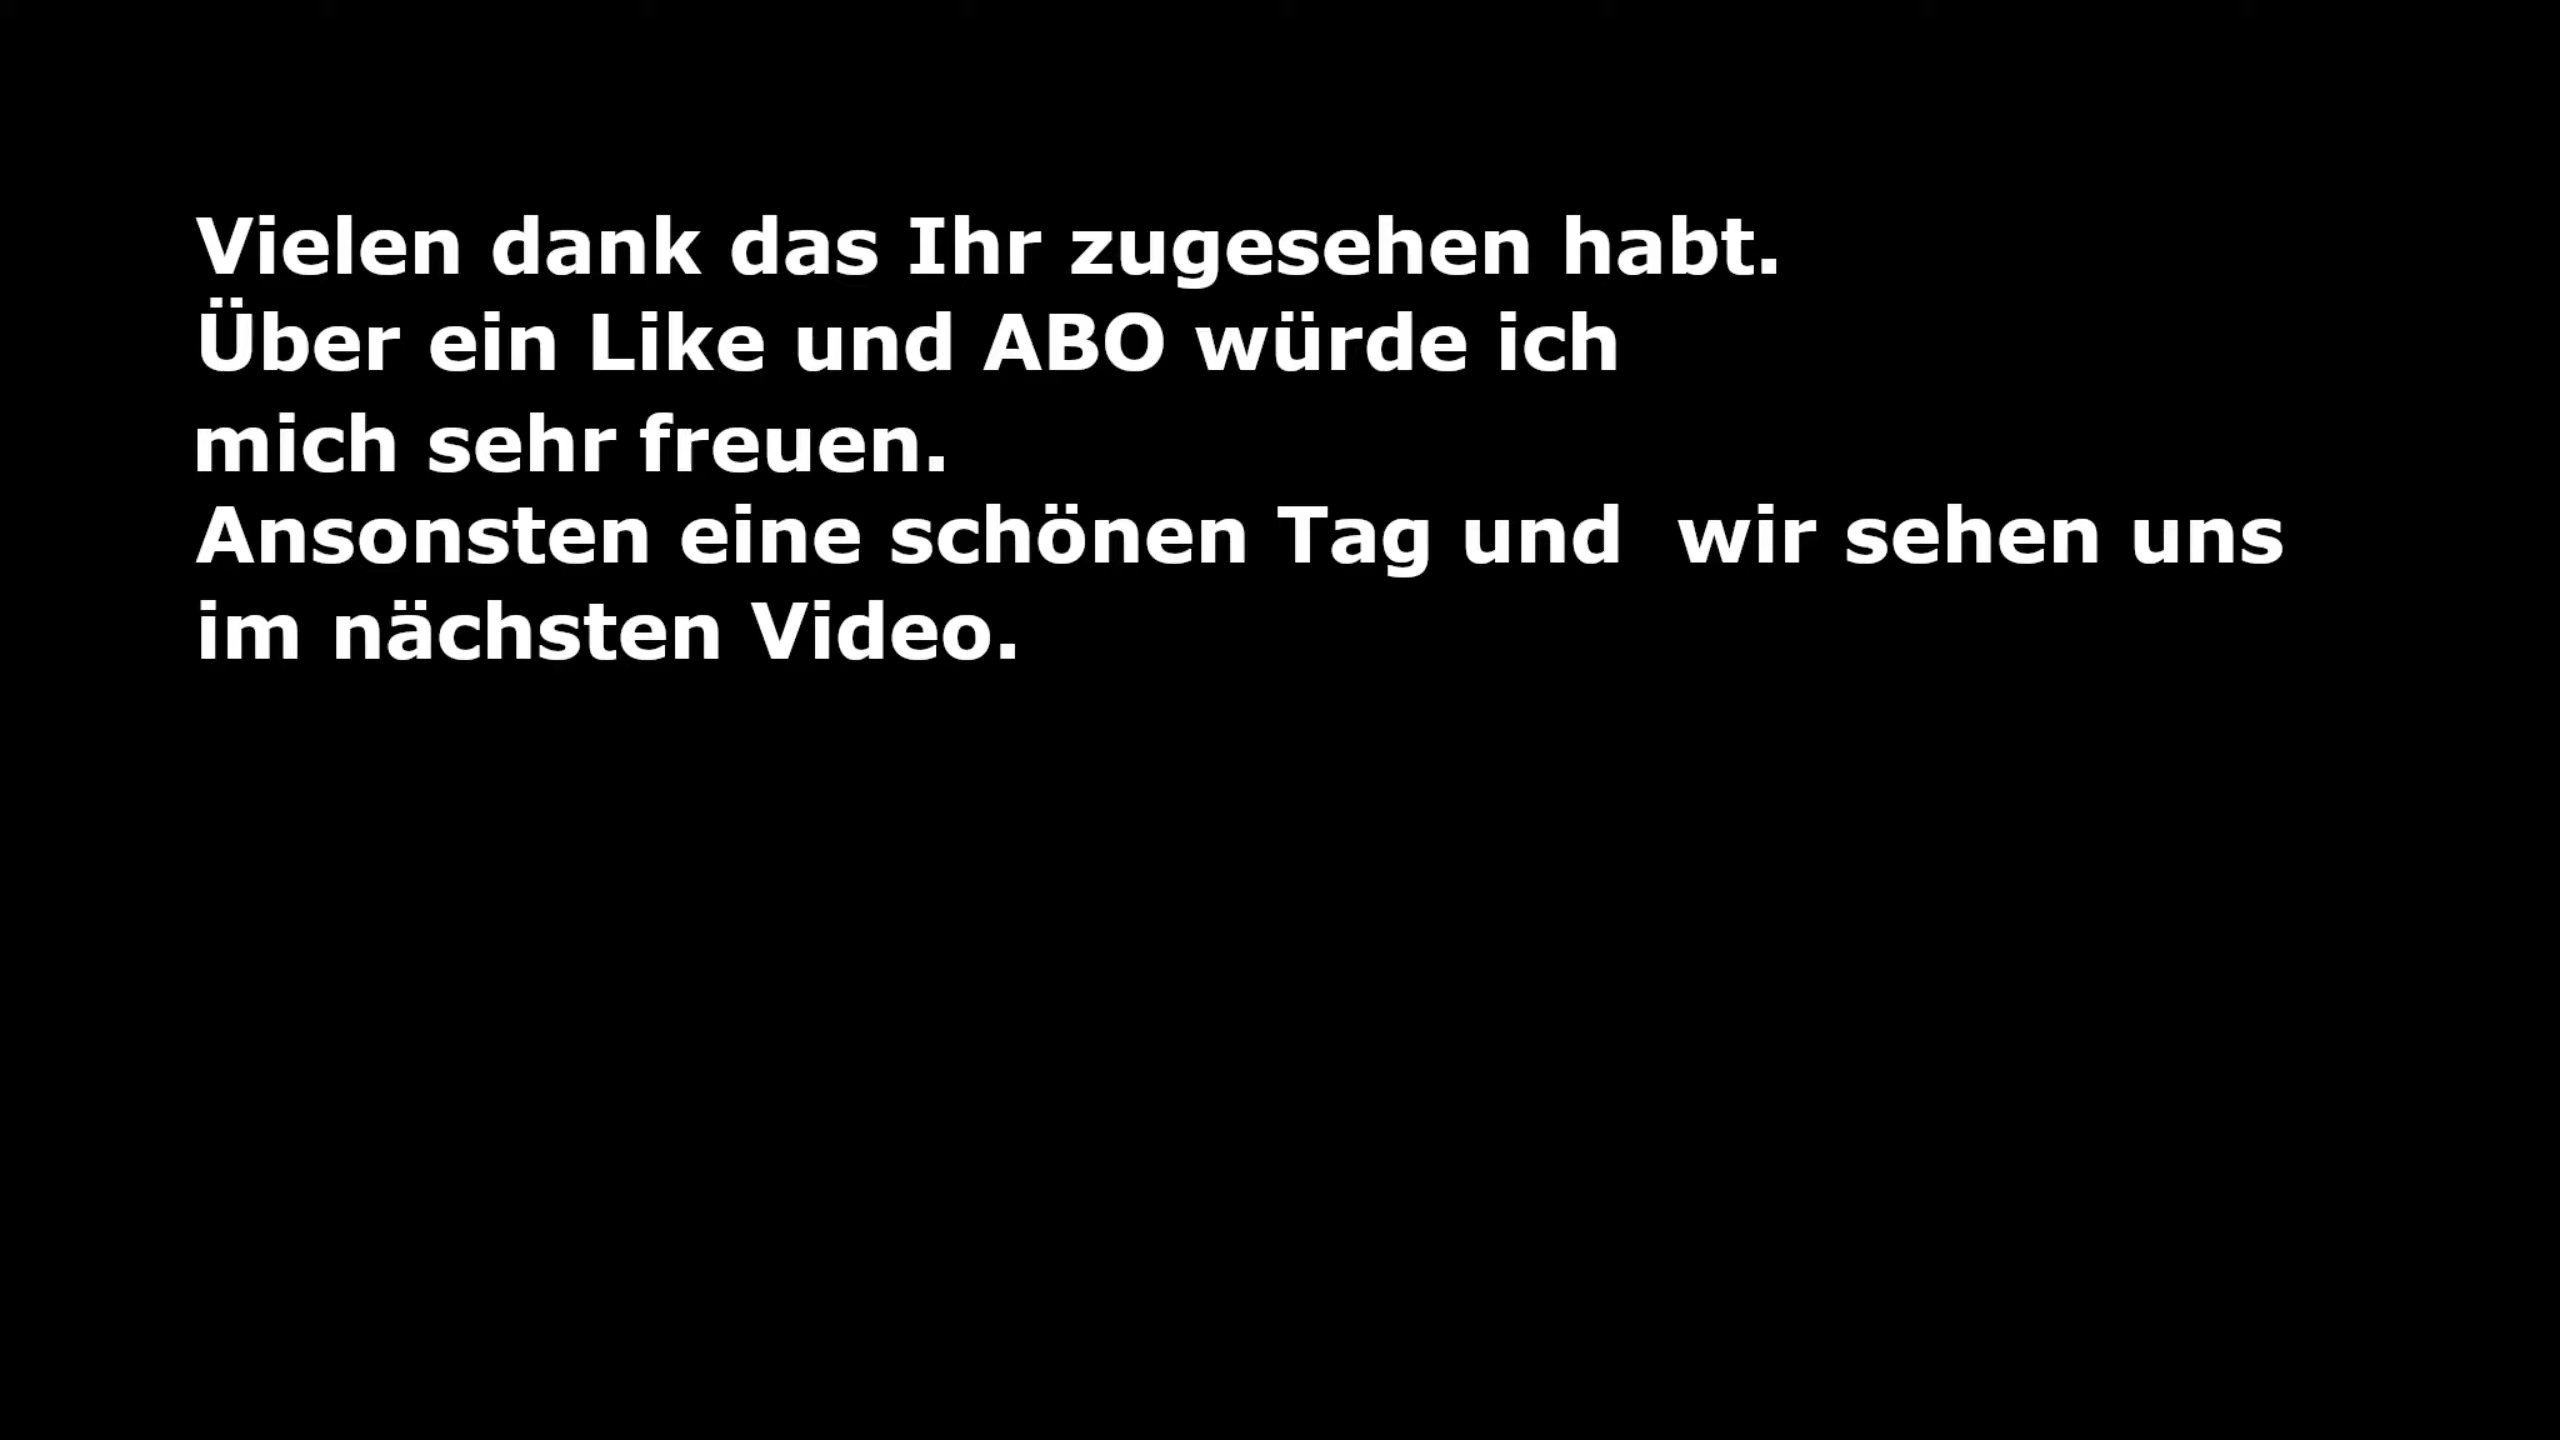 Vielen dank das Ihr zugesehen habt.
Über ein Like und ABO würde ich
mich sehr freuen.
Ansonsten eine schönen Tag und  wir sehen uns
im nächsten Video.